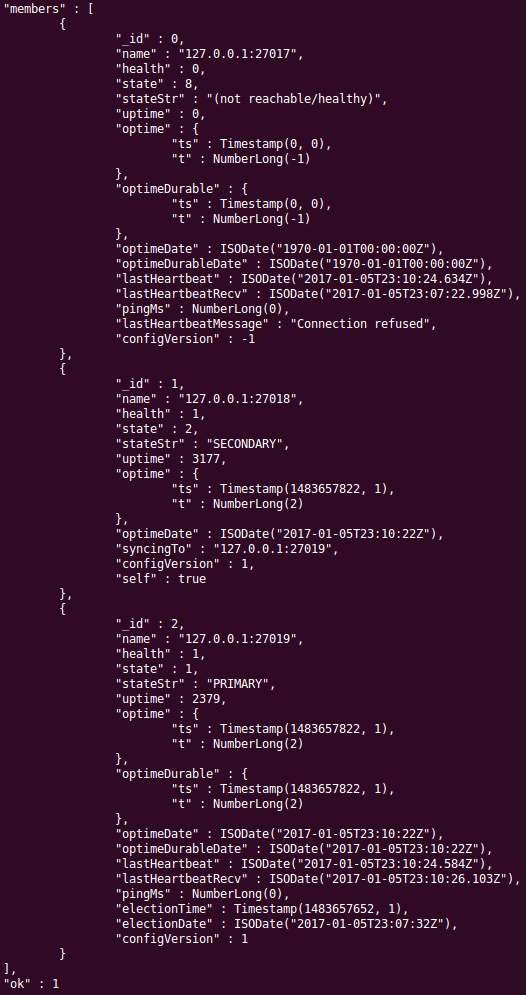 "members" : [
{
"_id" : 0,
"name" : "127.0.0.1:27017",
"health" : 0,
"state" : 8,
"stateStr" : "(not reachable/healthy)",
"uptime" : 0,
"optime" : {
"ts" : Timestamp(0, 0),
"t" : NumberLong(-1)
},
"optimeDurable" : {
"ts" : Timestamp(0, 0),
"t" : NumberLong(-1)
},
"optimeDate" : ISODate("1970-01-01T00:00:00Z"),
"optimeDurableDate" : ISODate("1970-01-01T00:00:00Z"),
"lastHeartbeat" : ISODate("2017-01-05T23:10:24.634Z"),
"lastHeartbeatRecv" : ISODate("2017-01-05T23:07:22.998Z"),
"pingMs" : NumberLong(0),
"lastHeartbeatMessage" : "Connection refused",
"configVersion" : -1
},
{
"_id" : 1,
"name" : "127.0.0.1:27018",
"health" : 1,
"state" : 2,
"stateStr" : "SECONDARY",
"uptime" : 3177,
"optime" : {
"ts" : Timestamp(1483657822, 1),
"t" : NumberLong(2)
},
"optimeDate" : ISODate("2017-01-05T23:10:22Z"),
"syncingTo" : "127.0.0.1:27019",
"configVersion" : 1,
"self" : true
},
{
"_id" : 2,
"name" : "127.0.0.1:27019",
"health" : 1,
"state" : 1,
"stateStr" : "PRIMARY",
"uptime" : 2379,
"optime" : {
"ts" : Timestamp(1483657822, 1),
"t" : NumberLong(2)
},
"optimeDurable" : {
"ts" : Timestamp(1483657822, 1),
"t" : NumberLong(2)
},
"optimeDate" : ISODate("2017-01-05T23:10:22Z"),
"optimeDurableDate" : ISODate("2017-01-05T23:10:22Z"),
"lastHeartbeat" : ISODate("2017-01-05T23:10:24.584Z"),
"lastHeartbeatRecv" : ISODate("2017-01-05T23:10:26.103Z"),
"pingMs" : NumberLong(0),
"electionTime" : Timestamp(1483657652, 1),
"electionDate" : ISODate("2017-01-05T23:07:32Z"),
"configVersion" : 1
}
],
"ok" : 1